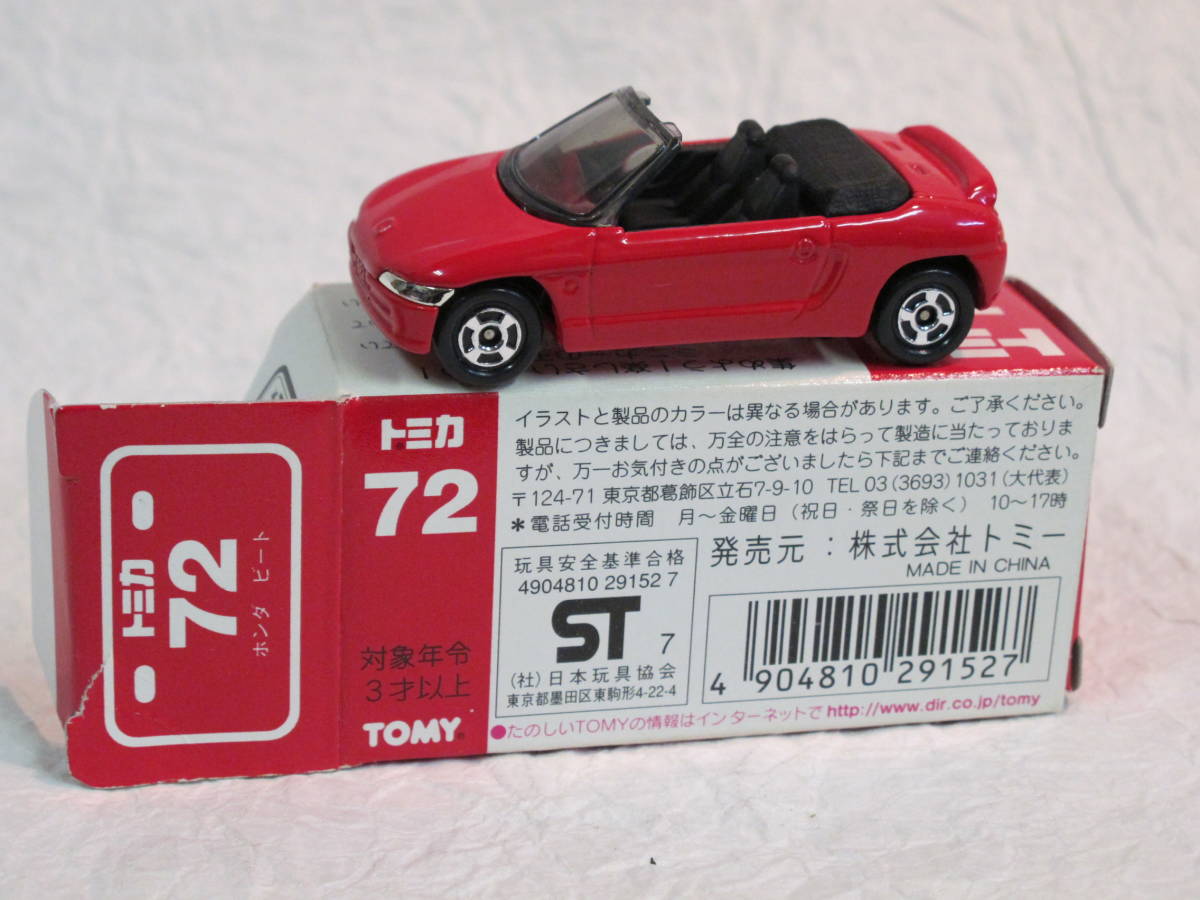 トミカ
72
ホンダ ビート
トミカ
72
対象年令
3才以上
TOMY
イラストと製品のカラーは異なる場合があります。ご了承ください。
製品につきましては、万全の注意をはらって製造に当たっておりま
すが、万一お気付きの点がございましたら下記までご連絡ください。
〒124-71 東京都葛飾区立石7-9-10 TEL 03(3693)1031(大代表)
*電話受付時間 月〜金曜日(祝日・祭日を除く) 10〜17時
発売元:株式会社トミー
MADE IN CHINA
玩具安全基準合格
4904810 29152 7
ST 7
(社)日本玩具協会
東京都墨田区東駒形4-22-4
4 904810 291527
●たのしいTOMYの情報はインターネットで http://www.dir.co.jp/tomy